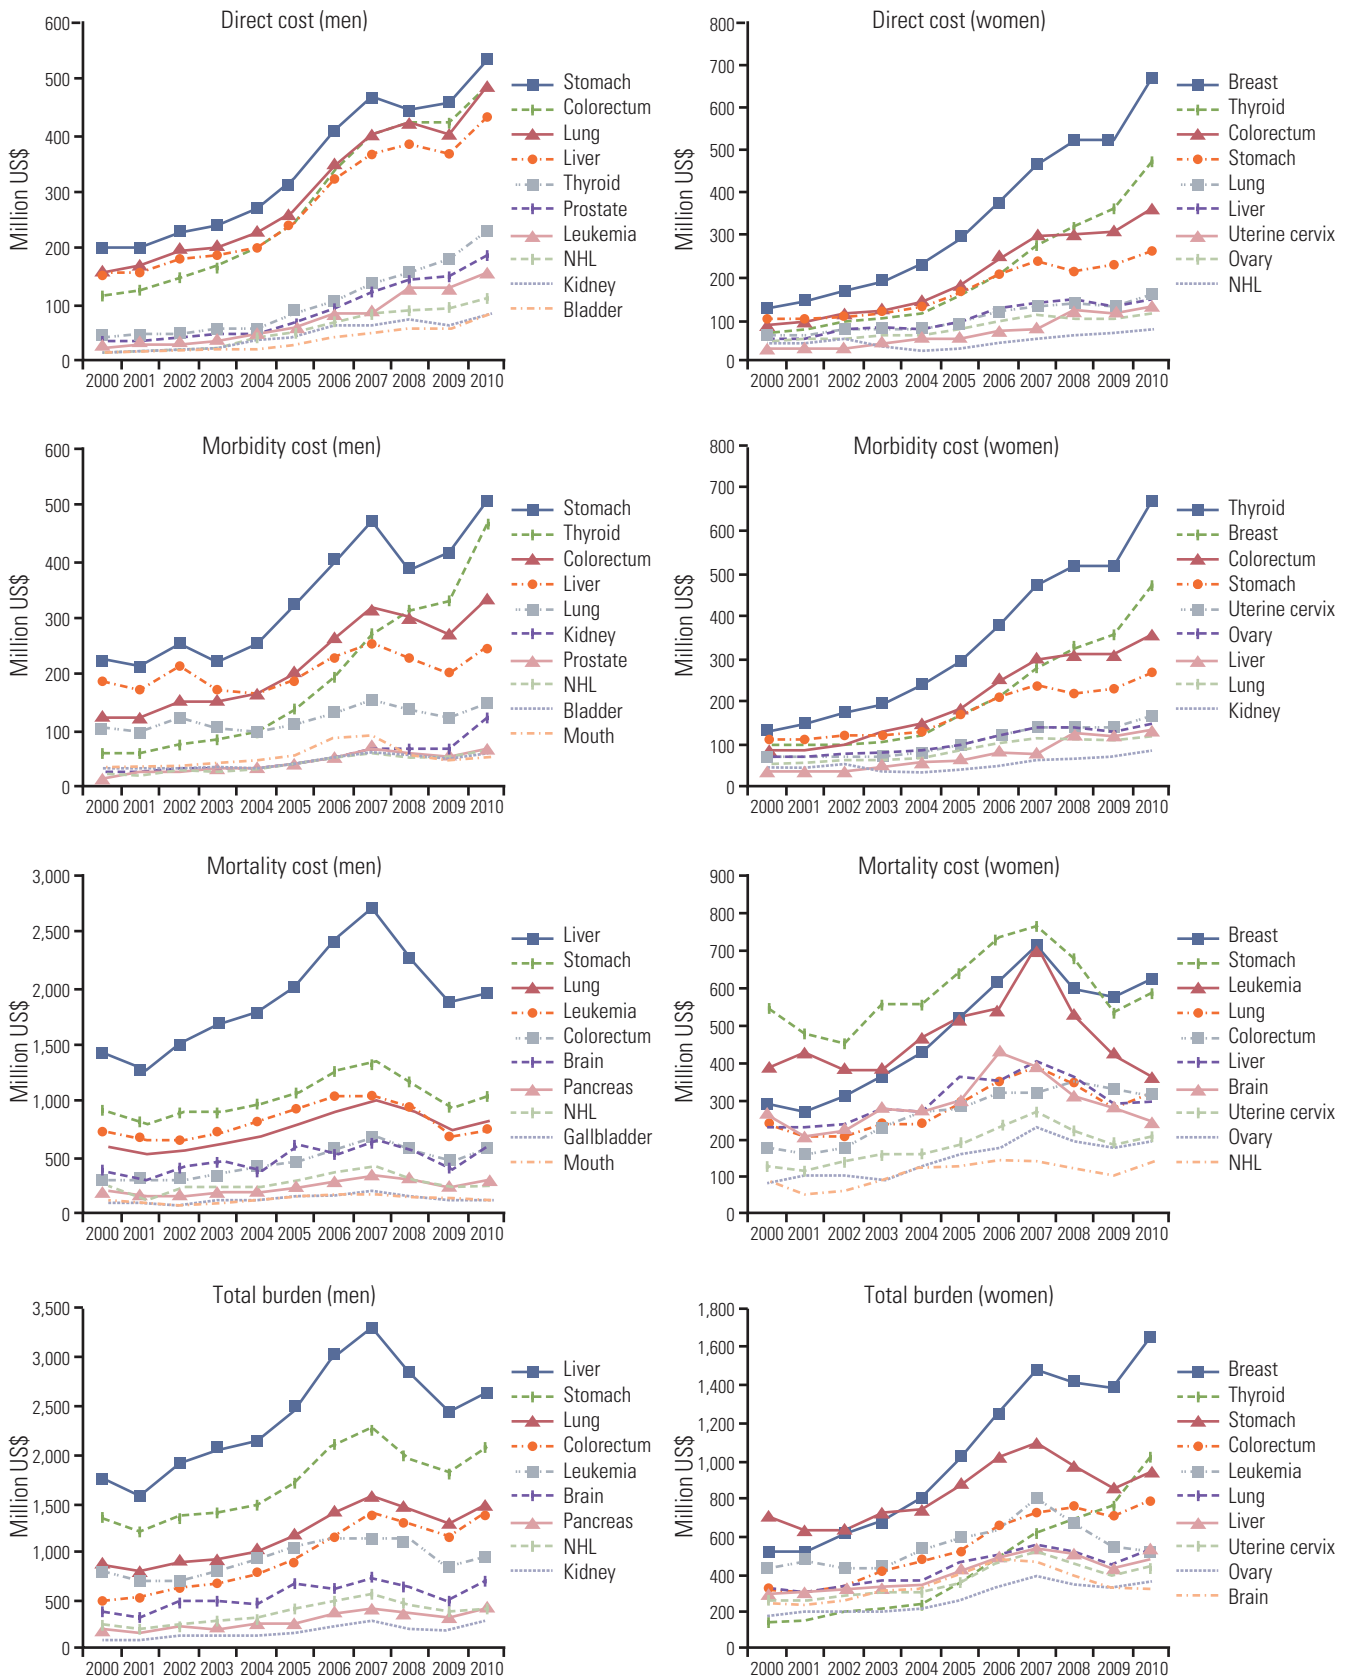 Direct cost (men)
Million US$
600
500
400
300
200
100
0
2000 2001 2002 2003 2004 2005 2006 2007 2008 2009 2010
Stomach
Colorectum
Lung
Liver
Thyroid
Prostate
Leukemia
NHL
Kidney
Bladder
Direct cost (women)
Million US$
800
700
600
500
400
300
200
100
0
2000 2001 2002 2003 2004 2005 2006 2007 2008 2009 2010
Breast
Thyroid
Colorectum
Stomach
Lung
Liver
Uterine cervix
Ovary
NHL
Morbidity cost (men)
Million US$
600
500
400
300
200
100
0
2000 2001 2002 2003 2004 2005 2006 2007 2008 2009 2010
Stomach
Thyroid
Colorectum
Liver
Lung
Kidney
Prostate
NHL
Bladder
Mouth
Morbidity cost (women)
Million US$
800
700
600
500
400
300
200
100
0
2000 2001 2002 2003 2004 2005 2006 2007 2008 2009 2010
Thyroid
Breast
Colorectum
Stomach
Uterine cervix
Ovary
Liver
Lung
Kidney
Mortality cost (men)
Million US$
3,000
2,500
2,000
1,500
1,000
500
0
2000 2001 2002 2003 2004 2005 2006 2007 2008 2009 2010
Liver
Stomach
Lung
Leukemia
Colorectum
Brain
Pancreas
NHL
Gallbladder
Mouth
Mortality cost (women)
Million US$
900
800
700
600
500
400
300
200
100
0
2000 2001 2002 2003 2004 2005 2006 2007 2008 2009 2010
Breast
Stomach
Leukemia
Lung
Colorectum
Liver
Brain
Uterine cervix
Ovary
NHL
Total burden (men)
Million US$
3,500
3,000
2,500
2,000
1,500
1,000
500
0
2000 2001 2002 2003 2004 2005 2006 2007 2008 2009 2010
Liver
Stomach
Lung
Colorectum
Leukemia
Brain
Pancreas
NHL
Kidney
Total burden (women)
Million US$
1,800
1,600
1,400
1,200
1,000
800
600
400
200
0
2000 2001 2002 2003 2004 2005 2006 2007 2008 2009 2010
Breast
Thyroid
Stomach
Colorectum
Leukemia
Lung
Liver
Uterine cervix
Ovary
Brain